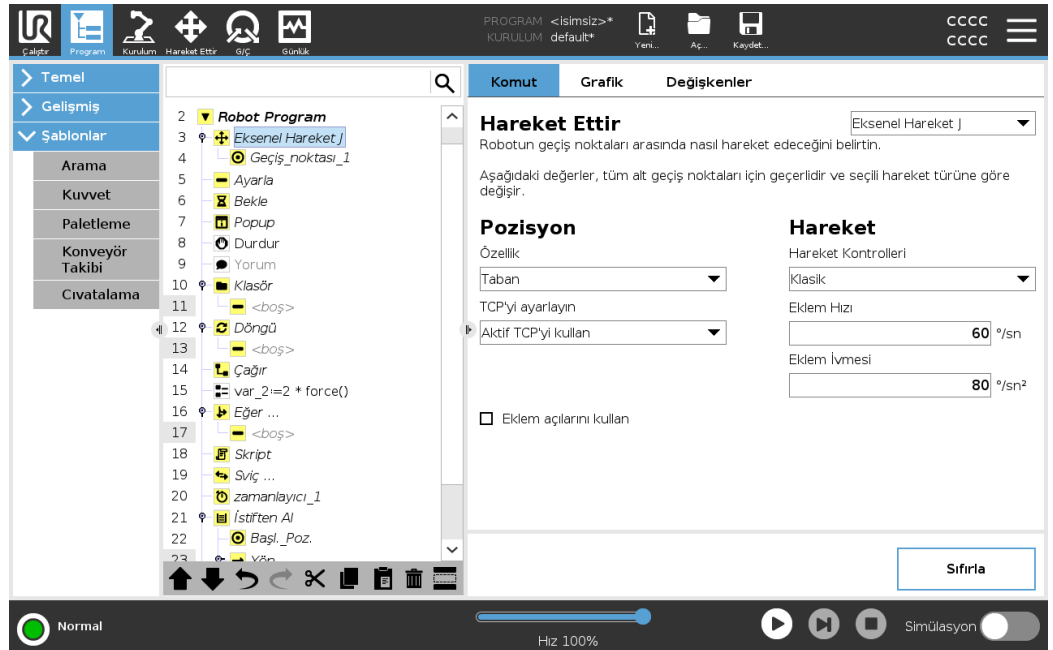 PROGRAM <isimsiz>*
KURULUM default*
Çalıştır
Program
Kurulum
Hareket Ettir
G/Ç
Günlük
Yeni...
Aç...
Kaydet...
CCCC
CCCC
Temel
Gelişmiş
Şablonlar
Arama
Kuvvet
Paletleme
Konveyör
Takibi
Cıvatalama
2 Robot Program
3 Eksenel Hareket J
4 Geçiş_noktası_1
5 Ayarla
6 Bekle
7 Popup
8 Durdur
9 Yorum
10 Klasör
11 <boş>
12 Döngü
13 <boş>
14 Çağır
15 var_2≔2 * force()
16 Eğer ...
17 <boş>
18 Skript
19 Sviç ...
20 zamanlayıcı_1
21 İstiften Al
22 Başl._Poz.
23 Yön
Komut
Grafik
Değişkenler
Hareket Ettir
Eksenel Hareket J
Robotun geçiş noktaları arasında nasıl hareket edeceğini belirtin.
Aşağıdaki değerler, tüm alt geçiş noktaları için geçerlidir ve seçili hareket türüne göre
değişir.
Pozisyon
Özellik
Taban
TCP'yi ayarlayın
Aktif TCP'yi kullan
Eklem açılarını kullan
Hareket
Hareket Kontrolleri
Klasik
Eklem Hızı
60 °/sn
Eklem İvmesi
80 °/sn²
Sıfırla
Normal
Hız 100%
Simülasyon